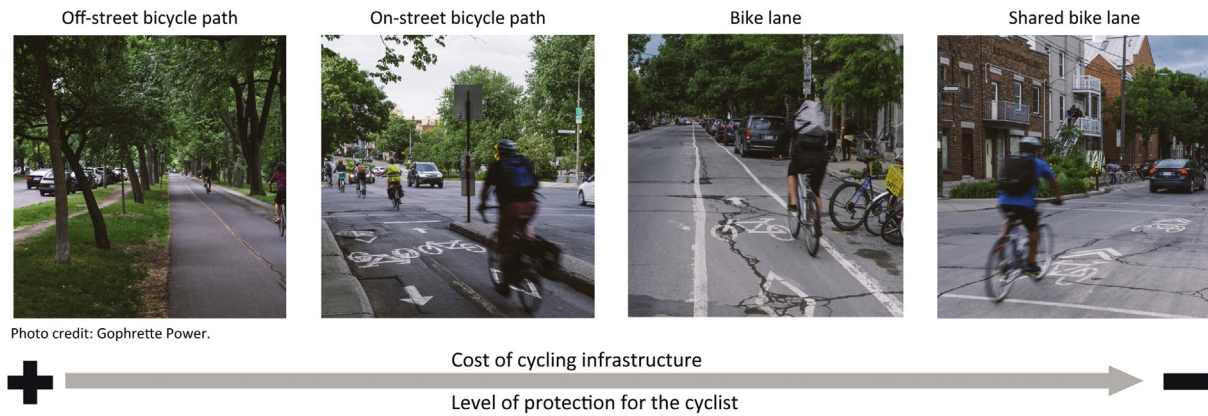 Off-street bicycle path
On-street bicycle path
Bike lane
Shared bike lane
Photo credit: Gophrette Power.
Cost of cycling infrastructure
Level of protection for the cyclist